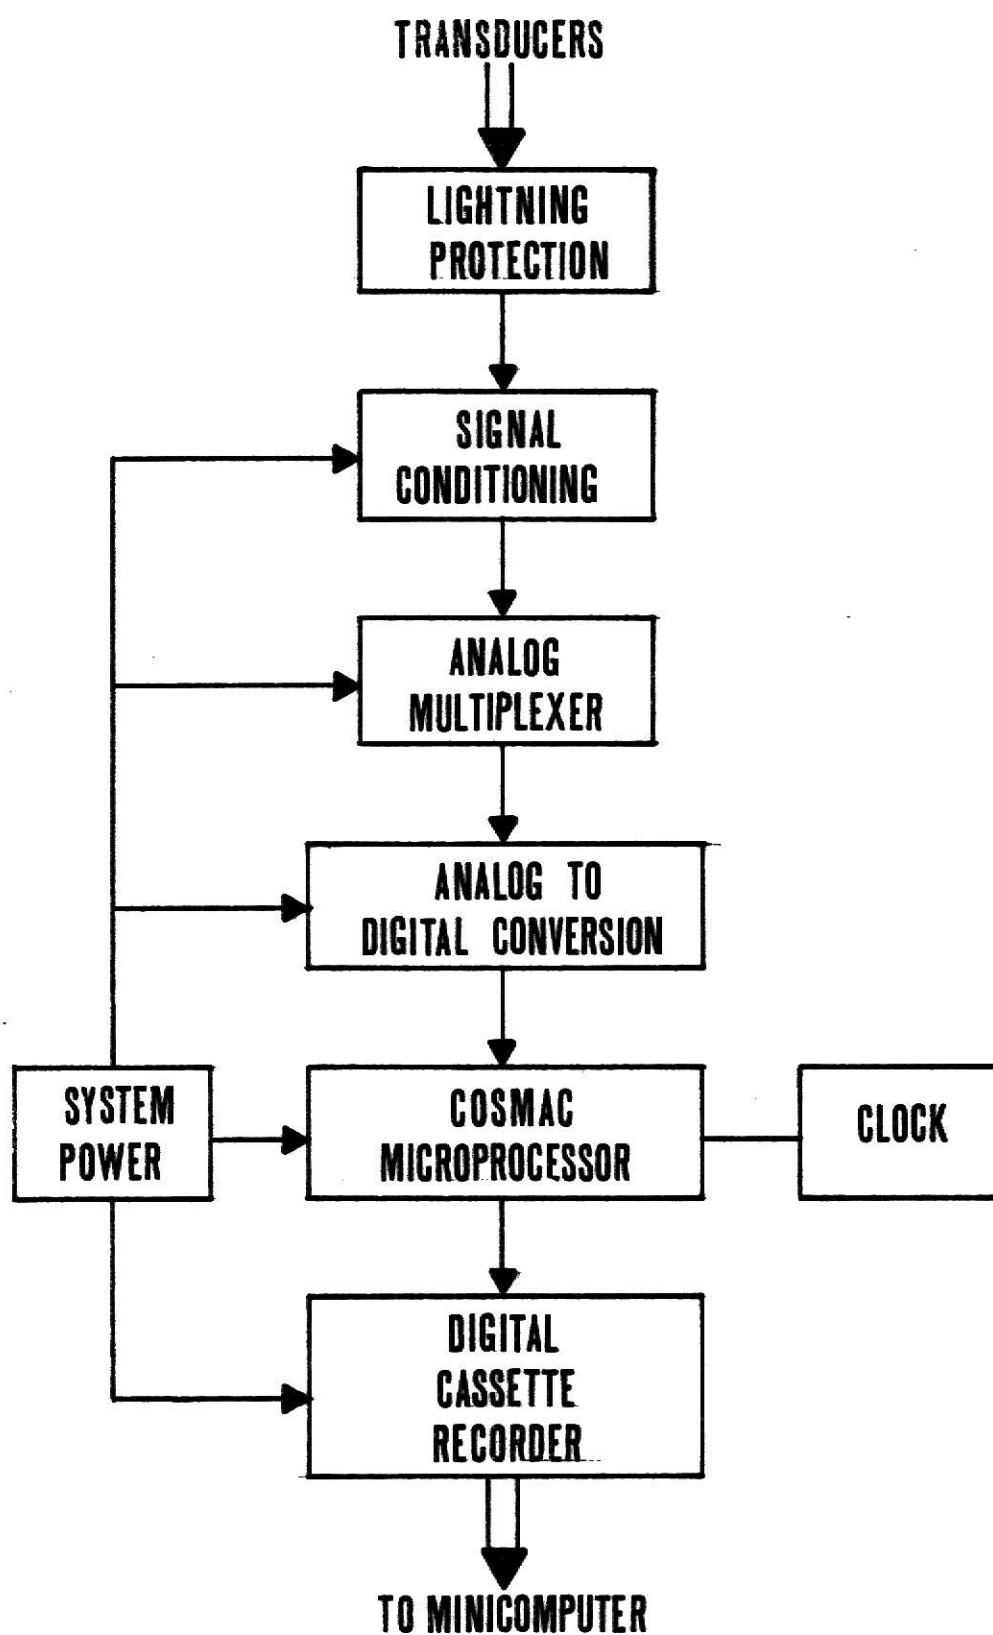 TRANSDUCERS
LIGHTNING
PROTECTION
SIGNAL
CONDITIONING
ANALOG
MULTIPLEXER
ANALOG TO
DIGITAL CONVERSION
SYSTEM
POWER
COSMAC
MICROPROCESSOR
CLOCK
DIGITAL
CASSETTE
RECORDER
TO MINICOMPUTER